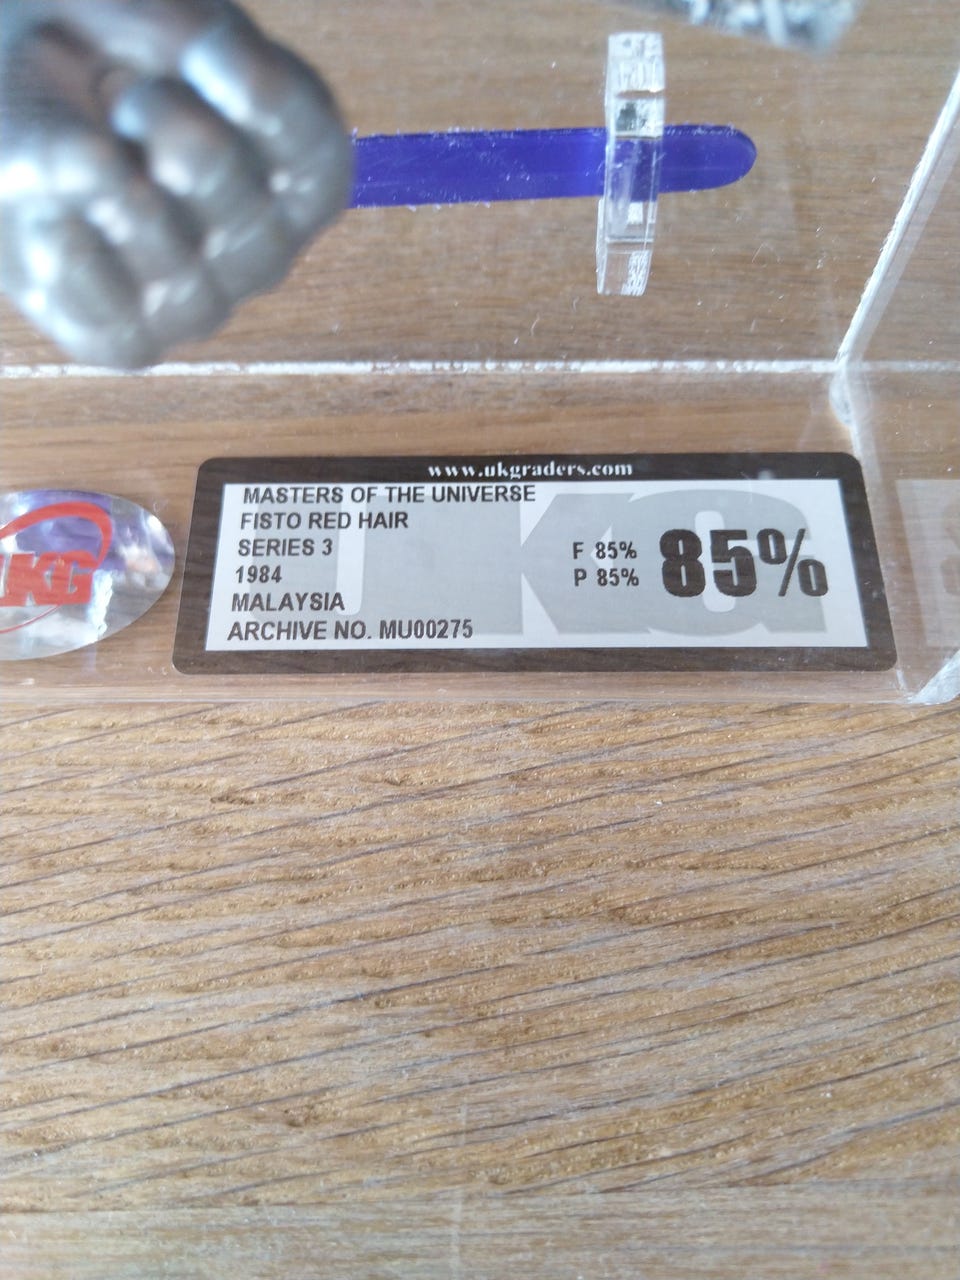 www.ukgraders.com
MASTERS OF THE UNIVERSE
FISTO RED HAIR
SERIES 3
1984
MALAYSIA
ARCHIVE NO. MU00275
F 85%
P 85%
85%
UKG
UKG